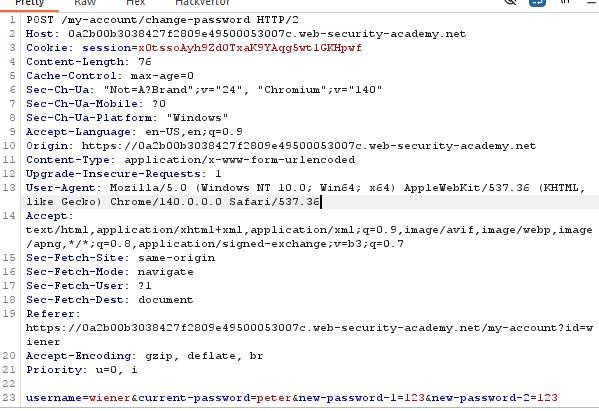 Pretty Raw Hex Hackvertor
1 POST /my-account/change-password HTTP/2
2 Host: 0a2b00b3038427f2809e49500053007c.web-security-academy.net
3 Cookie: session=x0tssoAyh9Zd0TxaK9YAqg5wt1GKHpwf
4 Content-Length: 76
5 Cache-Control: max-age=0
6 Sec-Ch-Ua: "Not=A?Brand";v="24", "Chromium";v="140"
7 Sec-Ch-Ua-Mobile: ?0
8 Sec-Ch-Ua-Platform: "Windows"
9 Accept-Language: en-US,en;q=0.9
10 Origin: https://0a2b00b3038427f2809e49500053007c.web-security-academy.net
11 Content-Type: application/x-www-form-urlencoded
12 Upgrade-Insecure-Requests: 1
13 User-Agent: Mozilla/5.0 (Windows NT 10.0; Win64; x64) AppleWebKit/537.36 (KHTML,
like Gecko) Chrome/140.0.0.0 Safari/537.36
14 Accept:
text/html,application/xhtml+xml,application/xml;q=0.9,image/avif,image/webp,image
/apng,*/*;q=0.8,application/signed-exchange;v=b3;q=0.7
15 Sec-Fetch-Site: same-origin
16 Sec-Fetch-Mode: navigate
17 Sec-Fetch-User: ?1
18 Sec-Fetch-Dest: document
19 Referer:
https://0a2b00b3038427f2809e49500053007c.web-security-academy.net/my-account?id=w
iener
20 Accept-Encoding: gzip, deflate, br
21 Priority: u=0, i
22
23 username=wiener&current-password=peter&new-password-1=123&new-password-2=123